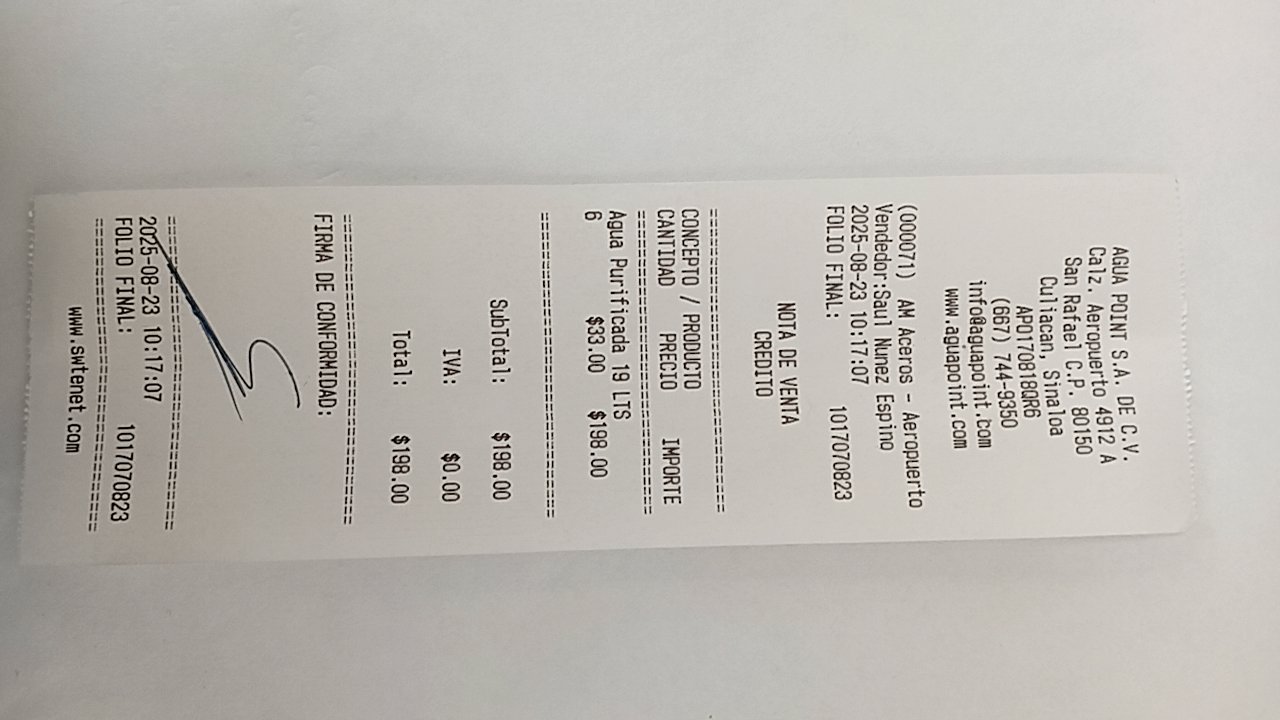 AGUA POINT S.A. DE C.V.
Calz. Aeropuerto 4912 A
San Rafael C.P. 80150
Culiacan, Sinaloa
APO170818QR6
(667) 744-9350
info@aguapoint.com
www.aguapoint.com
(000071) AM Aceros - Aeropuerto
Vendedor:Saul Nunez Espino
2025-08-23 10:17:07 1017070823
FOLIO FINAL:
NOTA DE VENTA
CREDITO
===============================
CONCEPTO / PRODUCTO
CANTIDAD PRECIO IMPORTE
===============================
Agua Purificada 19 LTS
6 $33.00 $198.00
===============================
SubTotal: $198.00
IVA: $0.00
Total: $198.00
===============================
FIRMA DE CONFORMIDAD:
===============================
2025-08-23 10:17:07
FOLIO FINAL: 1017070823
===============================
www.swtenet.com